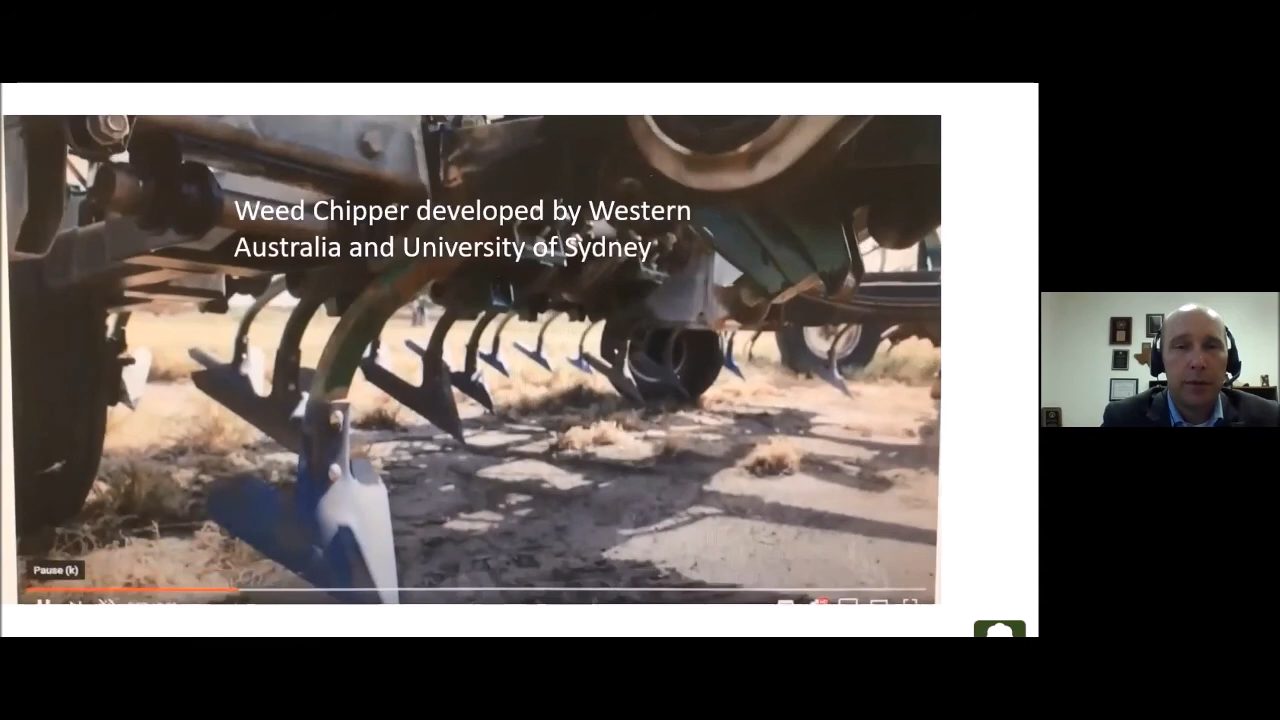 Weed Chipper developed by Western
Australia and University of Sydney
Pause (k)